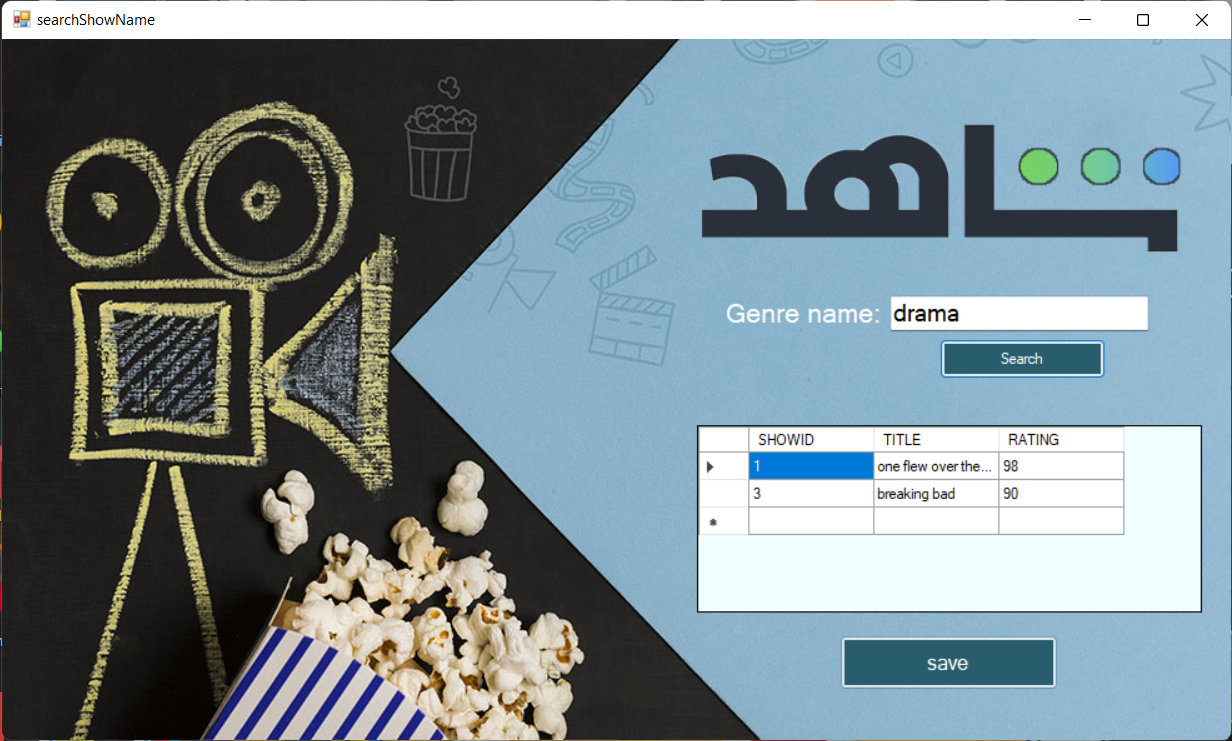 searchShowName
شاهد
Genre name: drama
Search
SHOWID TITLE RATING
1 one flew over the... 98
3 breaking bad 90
save